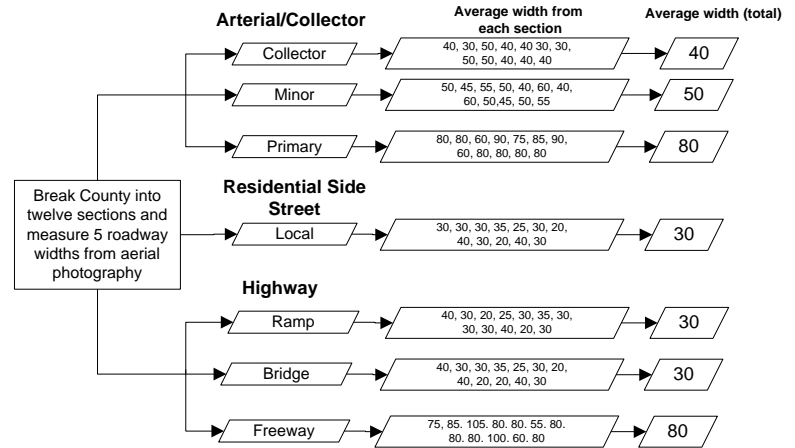 Arterial/Collector
Average width from
each section
Average width (total)
Collector
40, 30, 50, 40, 40 30, 30,
50, 50, 40, 40, 40
40
Minor
50, 45, 55, 50, 40, 60, 40,
60, 50,45, 50, 55
50
Primary
80, 80, 60, 90, 75, 85, 90,
60, 80, 80, 80, 80
80
Break County into
twelve sections and
measure 5 roadway
widths from aerial
photography
Residential Side
Street
Local
30, 30, 30, 35, 25, 30, 20,
40, 30, 20, 40, 30
30
Highway
Ramp
40, 30, 20, 25, 30, 35, 30,
30, 30, 40, 20, 30
30
Bridge
40, 30, 30, 35, 25, 30, 20,
40, 20, 20, 40, 30
30
Freeway
75, 85. 105. 80. 80. 55. 80.
80. 80. 100. 60. 80
80